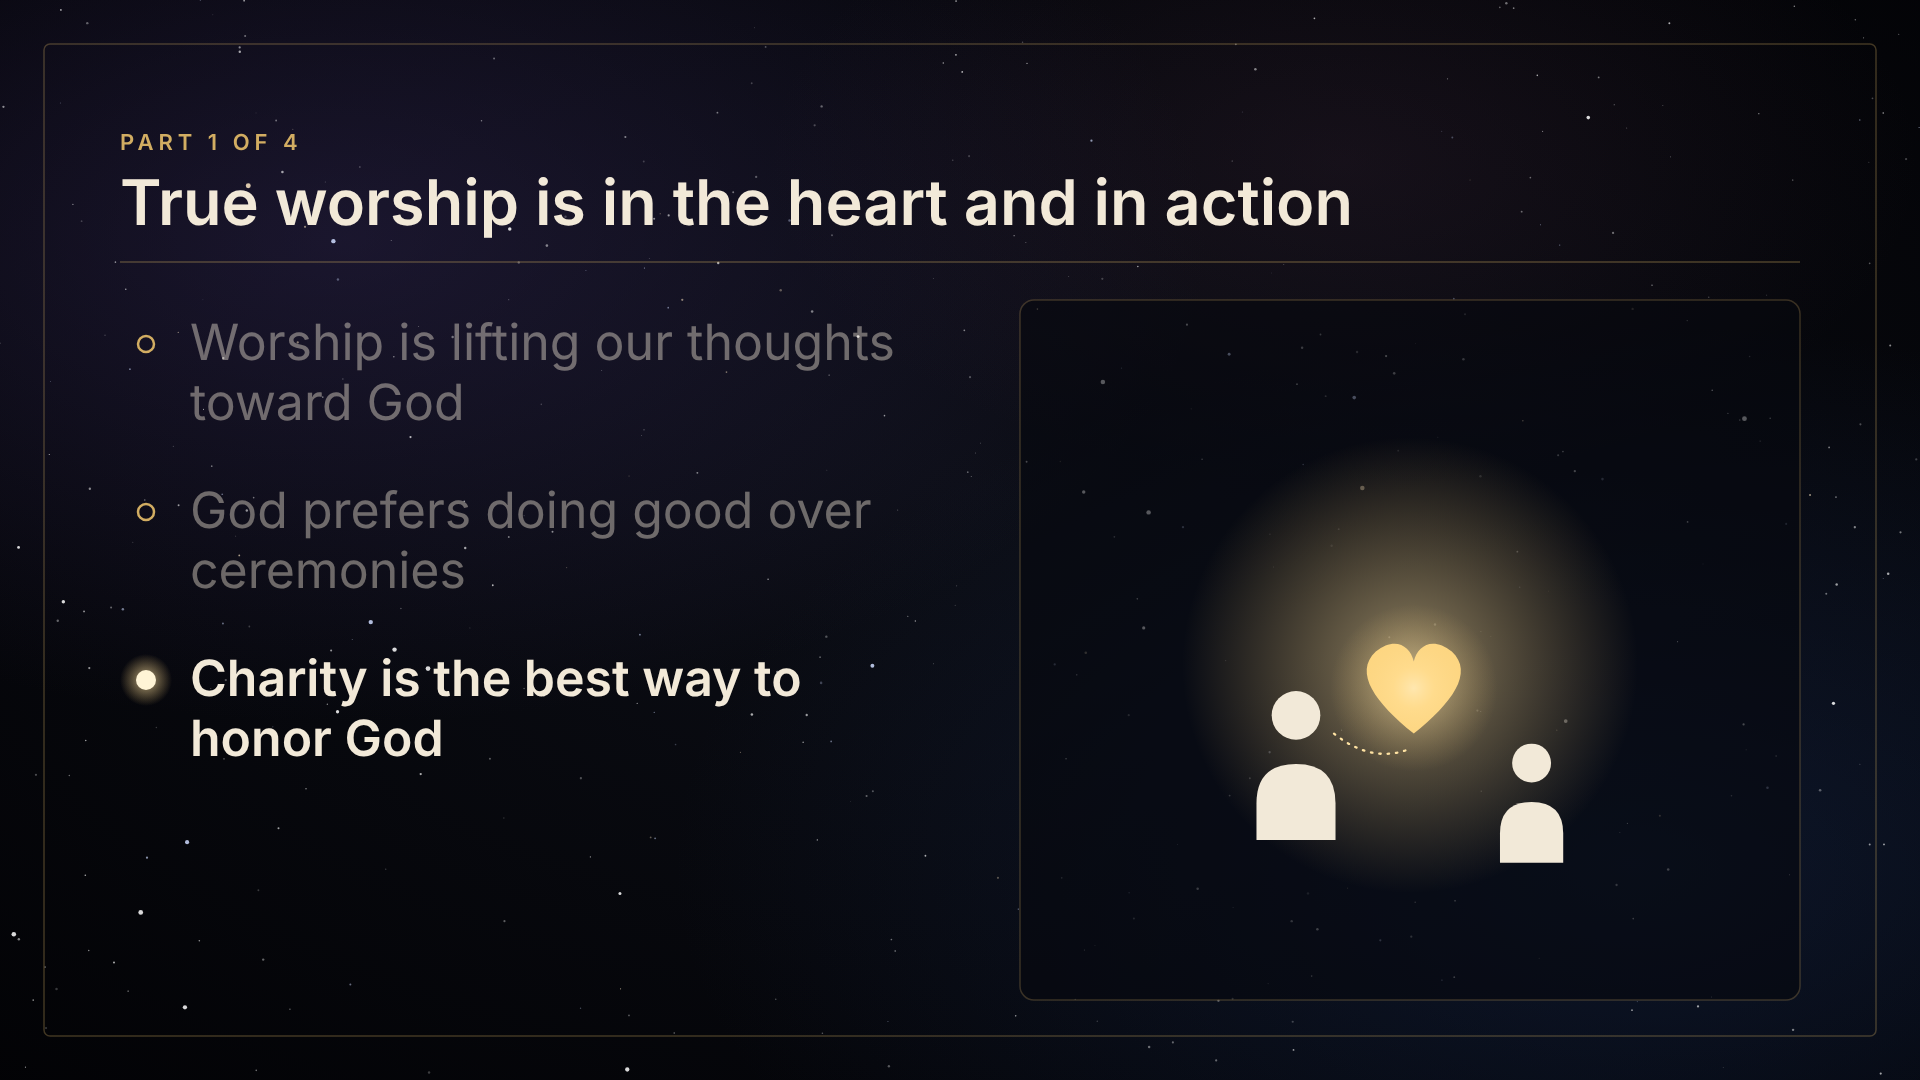 PART 1 OF 4
True worship is in the heart and in action
Worship is lifting our thoughts
toward God
God prefers doing good over
ceremonies
Charity is the best way to
honor God